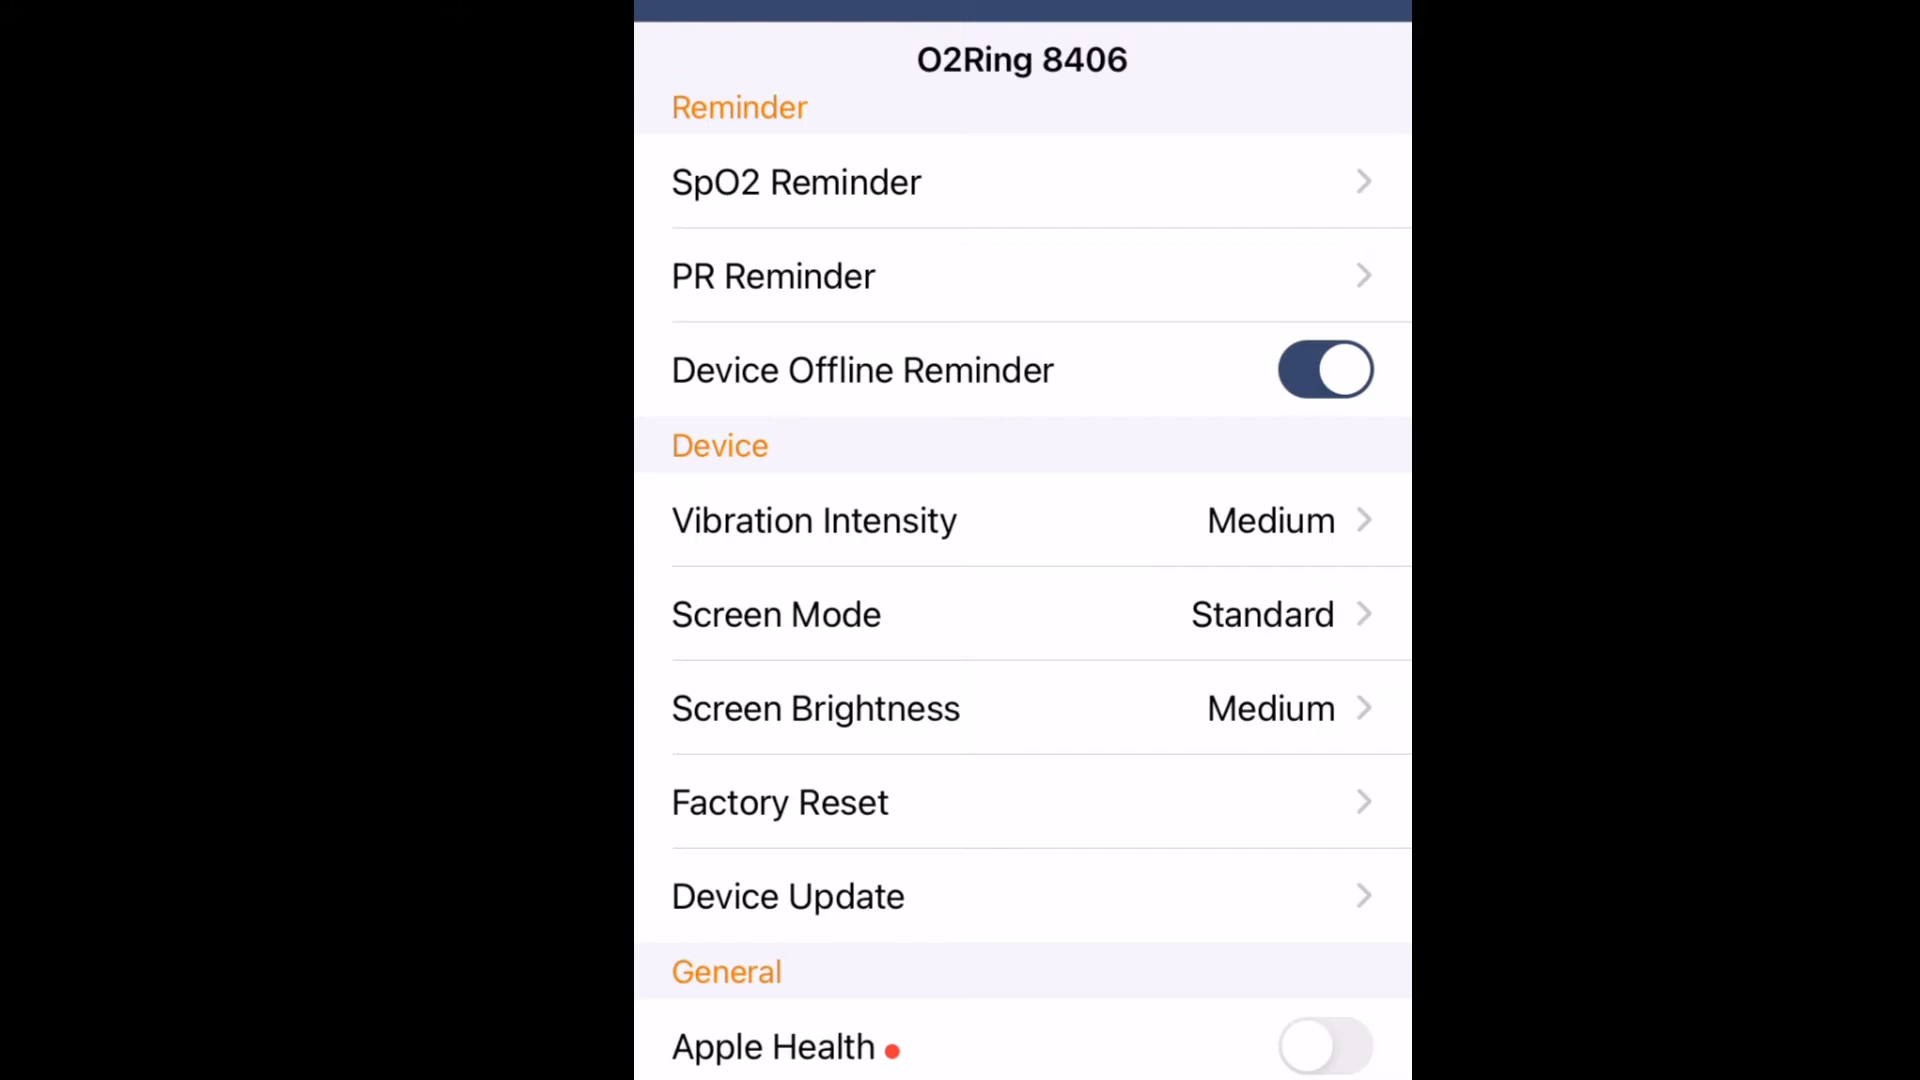 O2Ring 8406
Reminder
SpO2 Reminder
PR Reminder
Device Offline Reminder
Device
Vibration Intensity Medium
Screen Mode Standard
Screen Brightness Medium
Factory Reset
Device Update
General
Apple Health